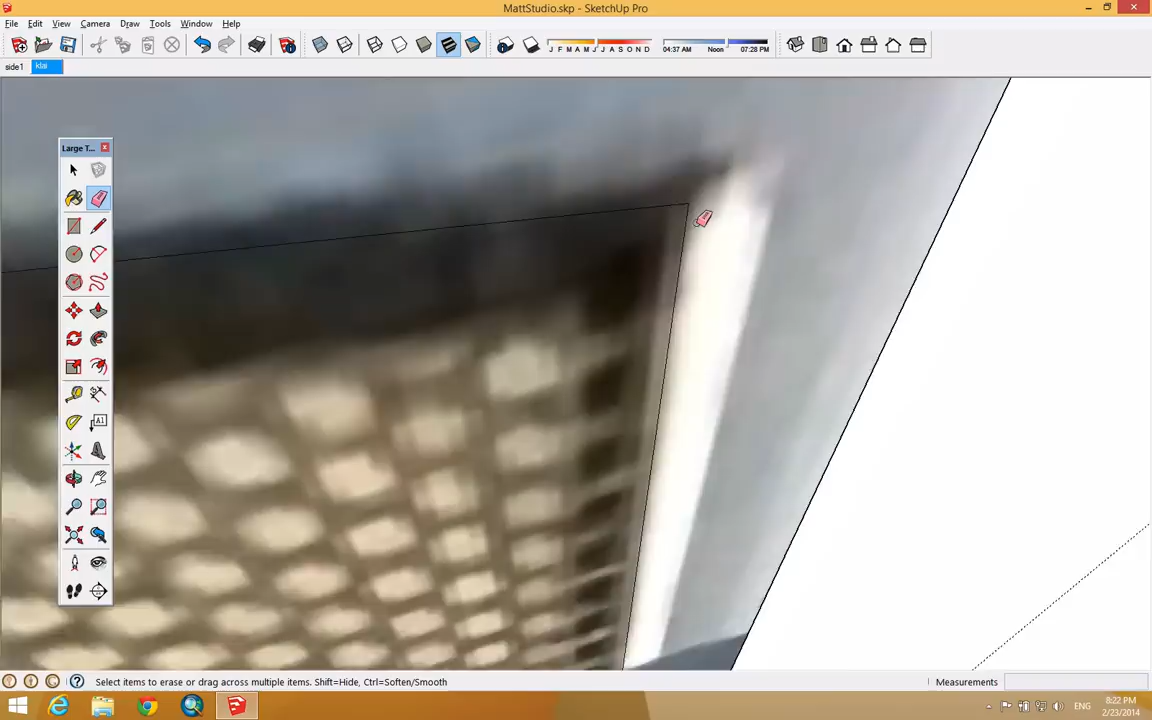 MattStudio.skp - SketchUp Pro
File Edit View Camera Draw Tools Window Help
J F M A M J J A S O N D 04:37 AM Noon 07:28 PM
side1 klai
Large T...
A1
Select items to erase or drag across multiple items. Shift=Hide, Ctrl=Soften/Smooth
Measurements
ENG
8:22 PM
2/23/2014